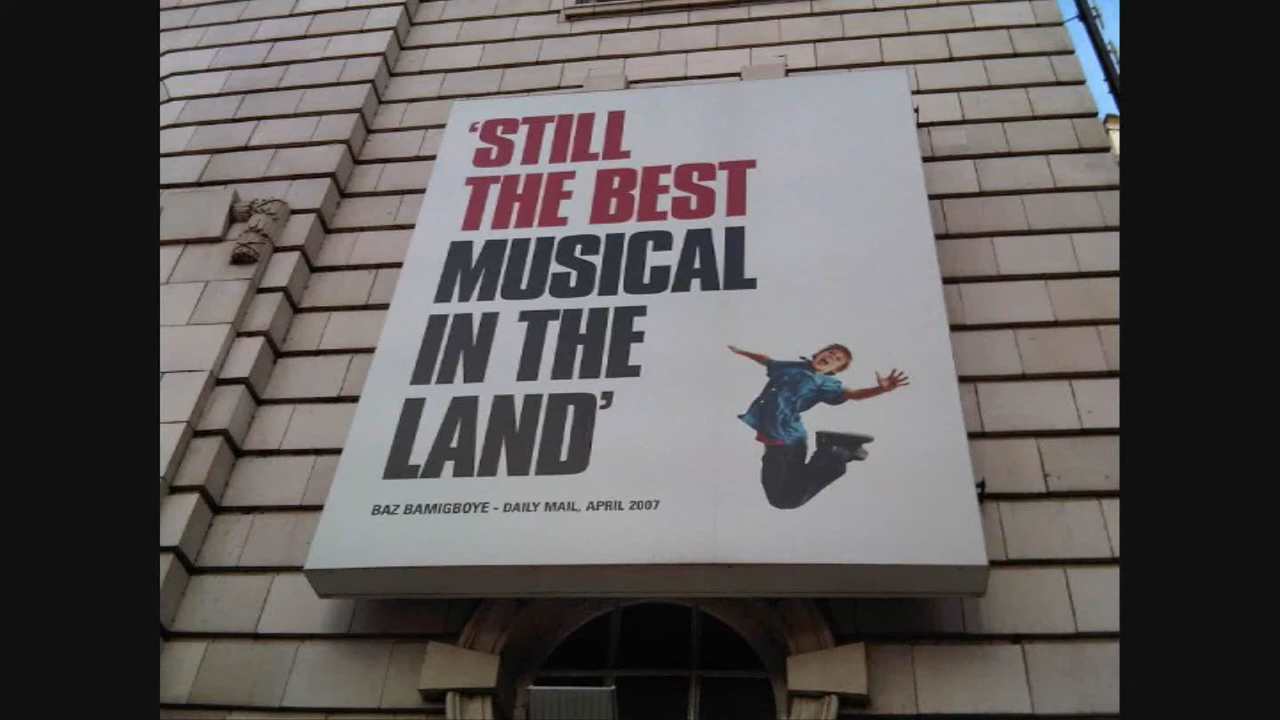 ‘STILL
THE BEST
MUSICAL
IN THE
LAND’
BAZ BAMIGBOYE - DAILY MAIL, APRIL 2007